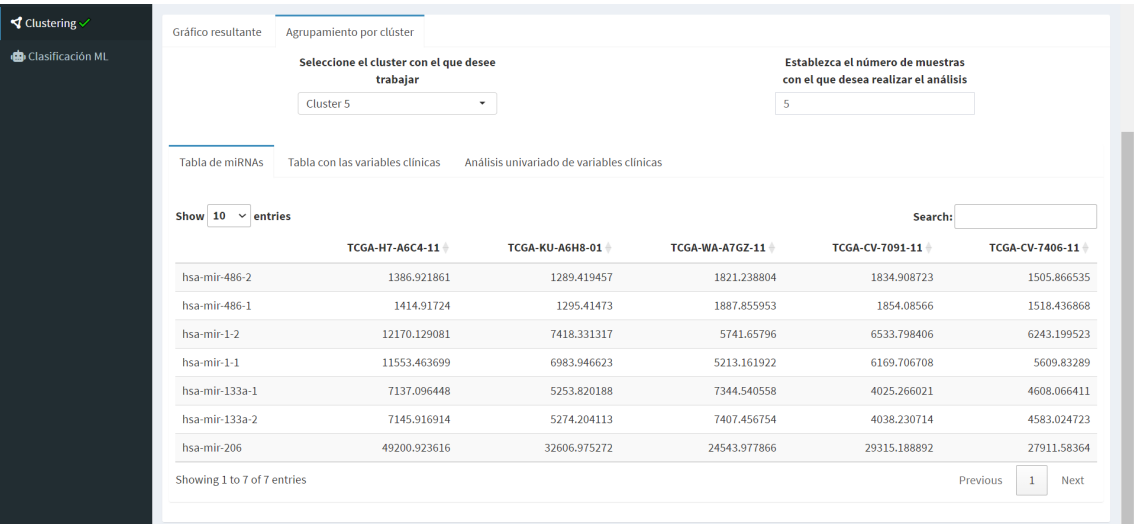 Clustering
Clasificación ML
Gráfico resultante Agrupamiento por clúster
Seleccione el cluster con el que desee
trabajar
Cluster 5
Establezca el número de muestras
con el que desea realizar el análisis
5
Tabla de miRNAs Tabla con las variables clínicas Análisis univariado de variables clínicas
Show 10 entries Search:
TCGA-H7-A6C4-11 TCGA-KU-A6H8-01 TCGA-WA-A7GZ-11 TCGA-CV-7091-11 TCGA-CV-7406-11
hsa-mir-486-2 1386.921861 1289.419457 1821.238804 1834.908723 1505.866535
hsa-mir-486-1 1414.91724 1295.41473 1887.855953 1854.08566 1518.436868
hsa-mir-1-2 12170.129081 7418.331317 5741.65796 6533.798406 6243.199523
hsa-mir-1-1 11553.463699 6983.946623 5213.161922 6169.706708 5609.83289
hsa-mir-133a-1 7137.096448 5253.820188 7344.540558 4025.266021 4608.066411
hsa-mir-133a-2 7145.916914 5274.204113 7407.456754 4038.230714 4583.024723
hsa-mir-206 49200.923616 32606.975272 24543.977866 29315.188892 27911.58364
Showing 1 to 7 of 7 entries Previous 1 Next